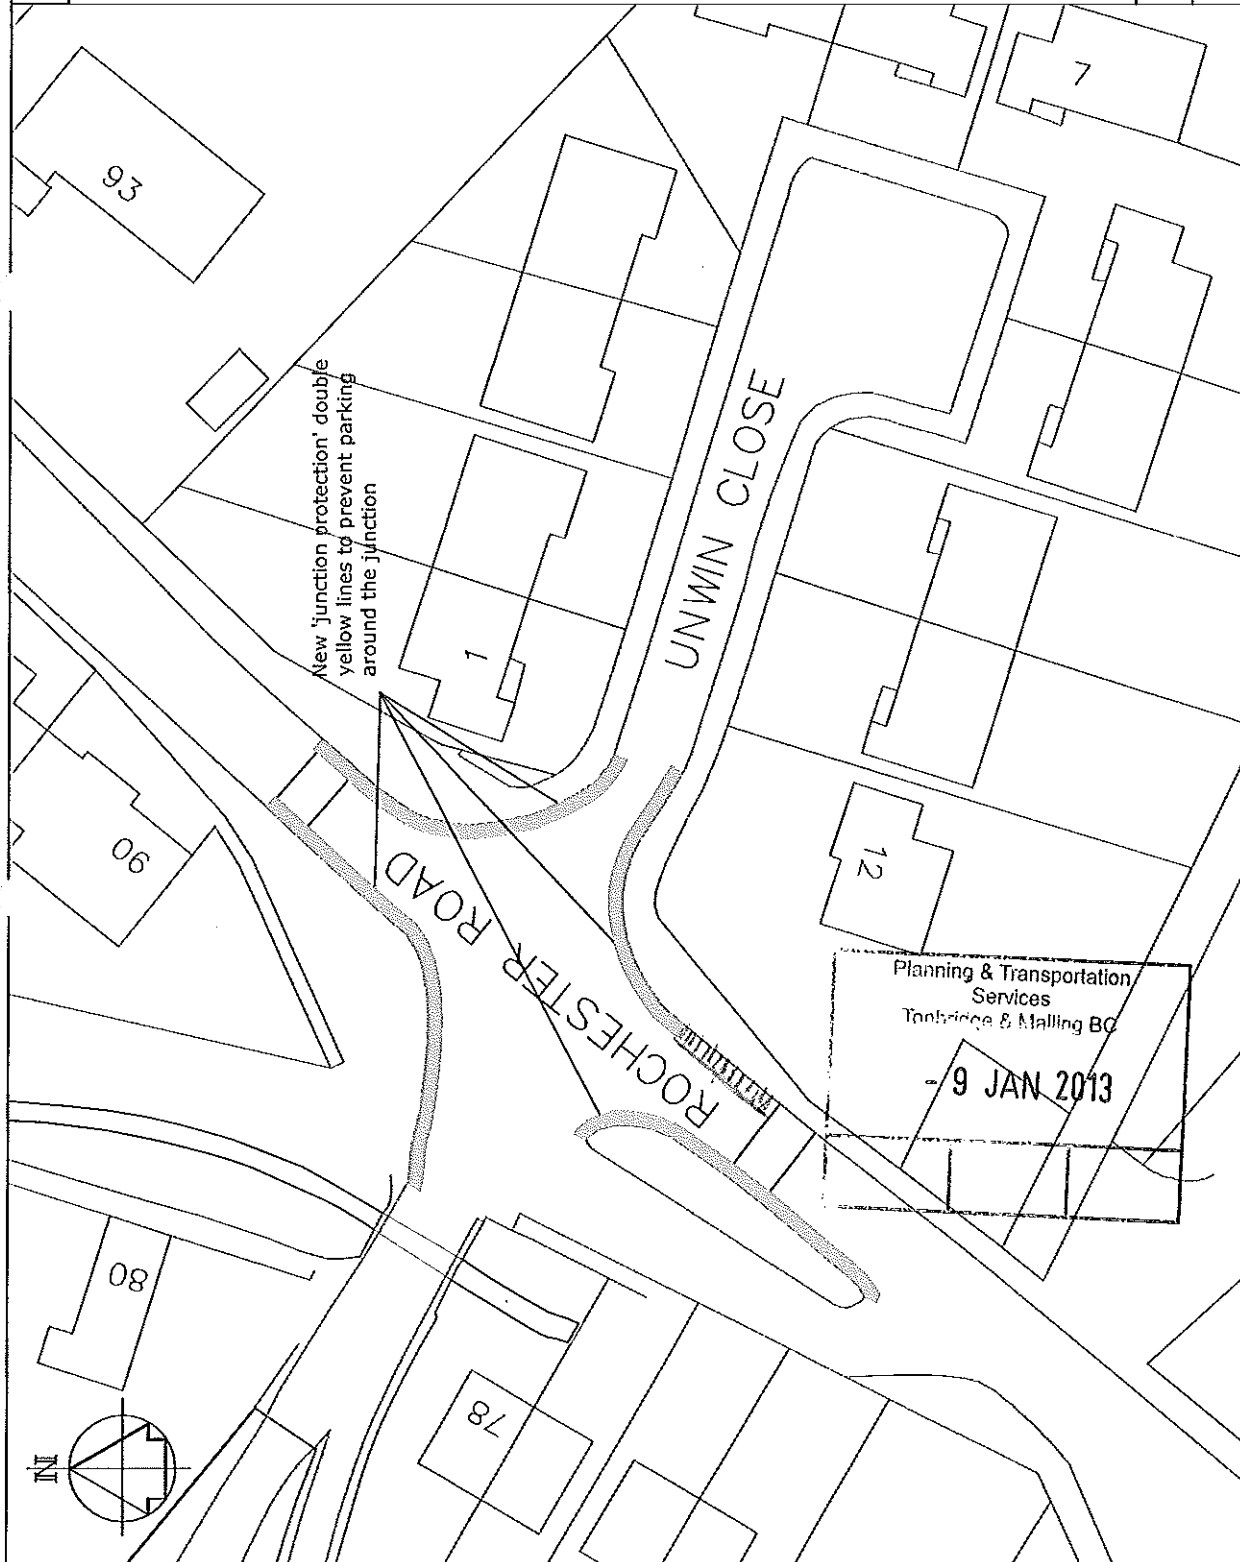 New 'junction protection' double
yellow lines to prevent parking
around the junction
UNWIN CLOSE
ROCHESTER ROAD
93
90
80
78
1
7
12
N
Planning & Transportation
Services
Tonbridge & Malling BC
- 9 JAN 2013